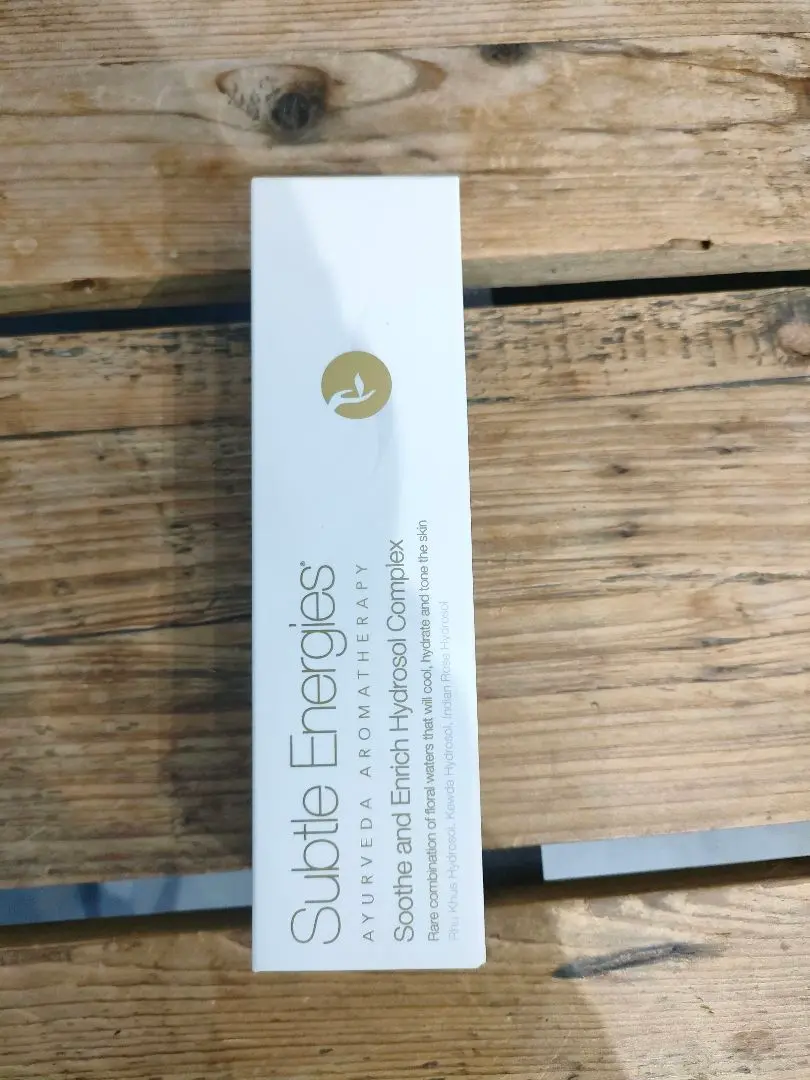 Subtle Energies®
AYURVEDA AROMATHERAPY
Soothe and Enrich Hydrosol Complex
Rare combination of floral waters that will cool, hydrate and tone the skin
Rhu Khus Hydrosol, Kewda Hydrosol, Indian Rose Hydrosol